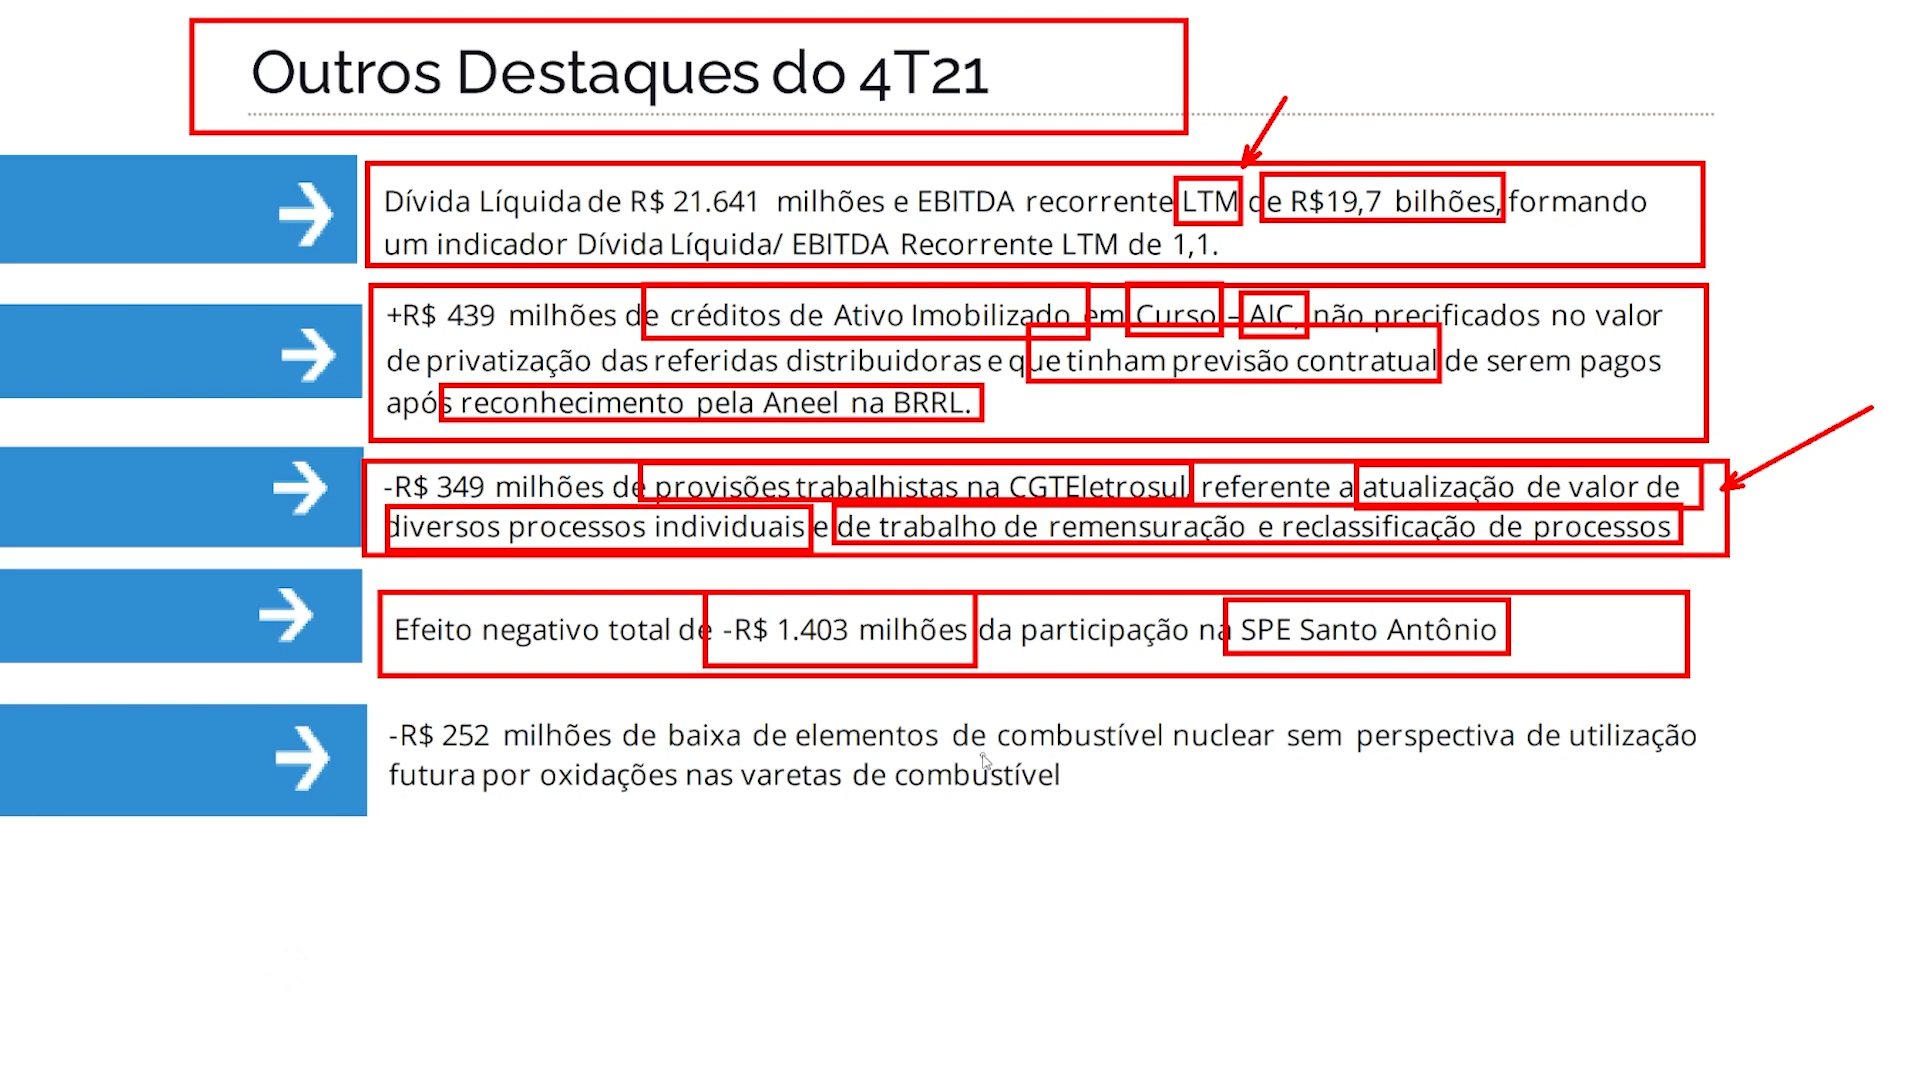 Outros Destaques do 4T21
Dívida Líquida de R$ 21.641 milhões e EBITDA recorrente LTM de R$19,7 bilhões, formando
um indicador Dívida Líquida/ EBITDA Recorrente LTM de 1,1.
+R$ 439 milhões de créditos de Ativo Imobilizado em Curso – AIC, não precificados no valor
de privatização das referidas distribuidoras e que tinham previsão contratual de serem pagos
após reconhecimento pela Aneel na BRRL.
-R$ 349 milhões de provisões trabalhistas na CGTEletrosul, referente a atualização de valor de
diversos processos individuais e de trabalho de remensuração e reclassificação de processos
Efeito negativo total de -R$ 1.403 milhões da participação na SPE Santo Antônio
-R$ 252 milhões de baixa de elementos de combustível nuclear sem perspectiva de utilização
futura por oxidações nas varetas de combustível